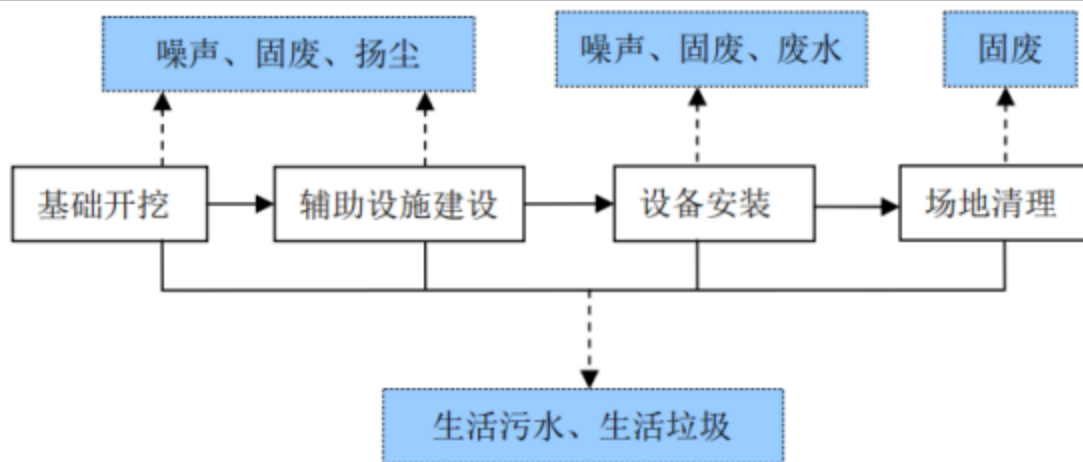 噪声、固废、扬尘
噪声、固废、废水
固废
基础开挖
辅助设施建设
设备安装
场地清理
生活污水、生活垃圾